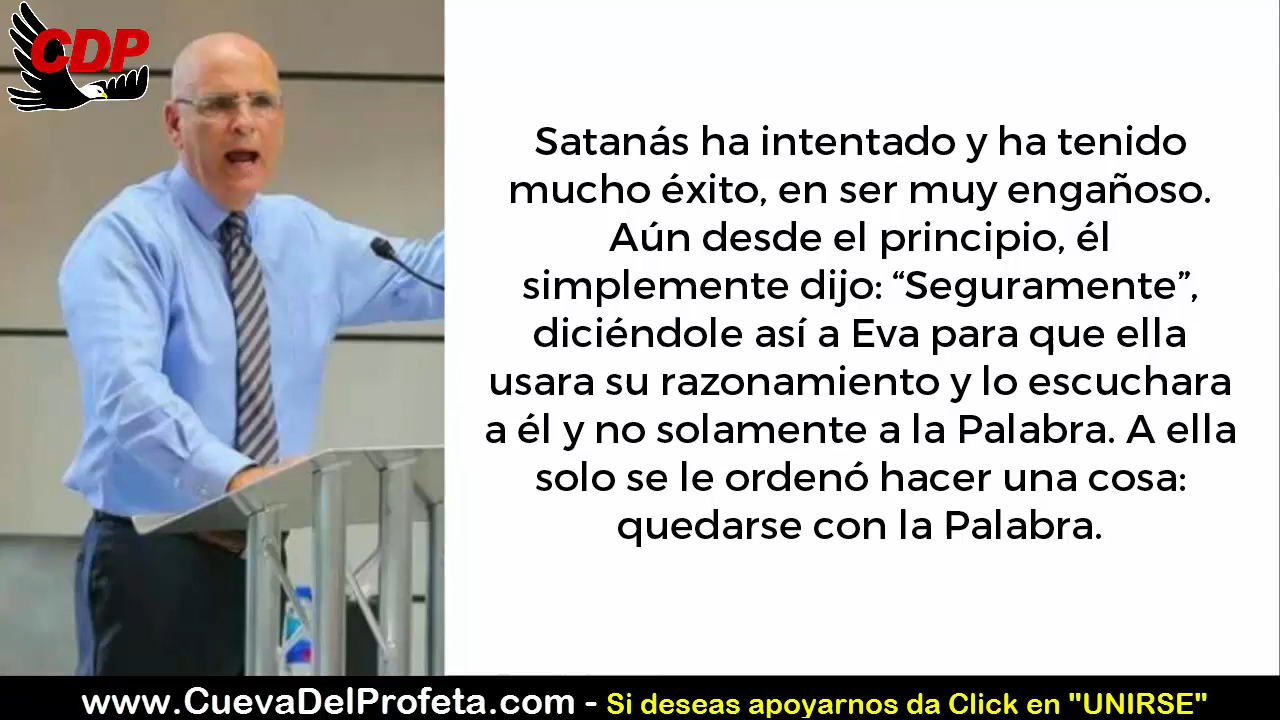 CDP
Satanás ha intentado y ha tenido
mucho éxito, en ser muy engañoso.
Aún desde el principio, él
simplemente dijo: “Seguramente”,
diciéndole así a Eva para que ella
usara su razonamiento y lo escuchara
a él y no solamente a la Palabra. A ella
solo se le ordenó hacer una cosa:
quedarse con la Palabra.
www.CuevaDelProfeta.com - Si deseas apoyarnos da Click en "UNIRSE"